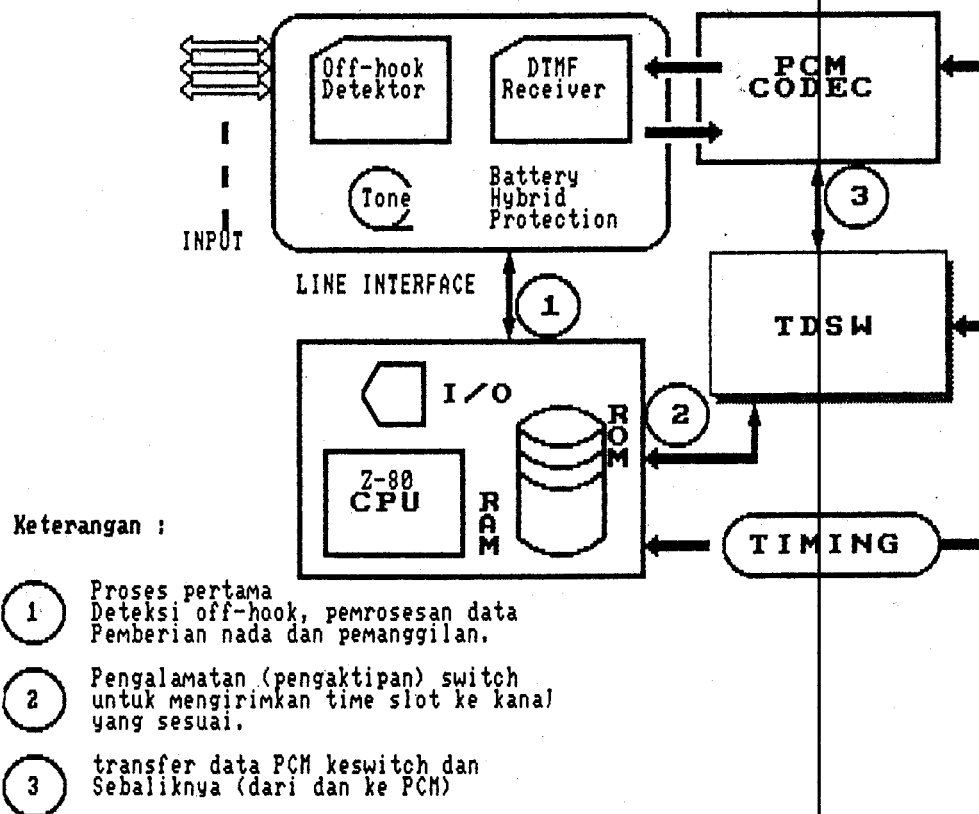 Off-hook
Detektor
DTMF
Receiver
PCM
CODEC
Tone
Battery
Hybrid
Protection
3
INPUT
LINE INTERFACE
1
TDSW
I/O
ROM
2
Z-80
CPU
RAM
TIMING
Keterangan :
1
Proses pertama
Deteksi off-hook, pemrosesan data
Pemberian nada dan pemanggilan.
2
Pengalamatan (pengaktipan) switch
untuk mengirimkan time slot ke kanal
yang sesuai.
3
transfer data PCM keswitch dan
Sebaliknya (dari dan ke PCM)